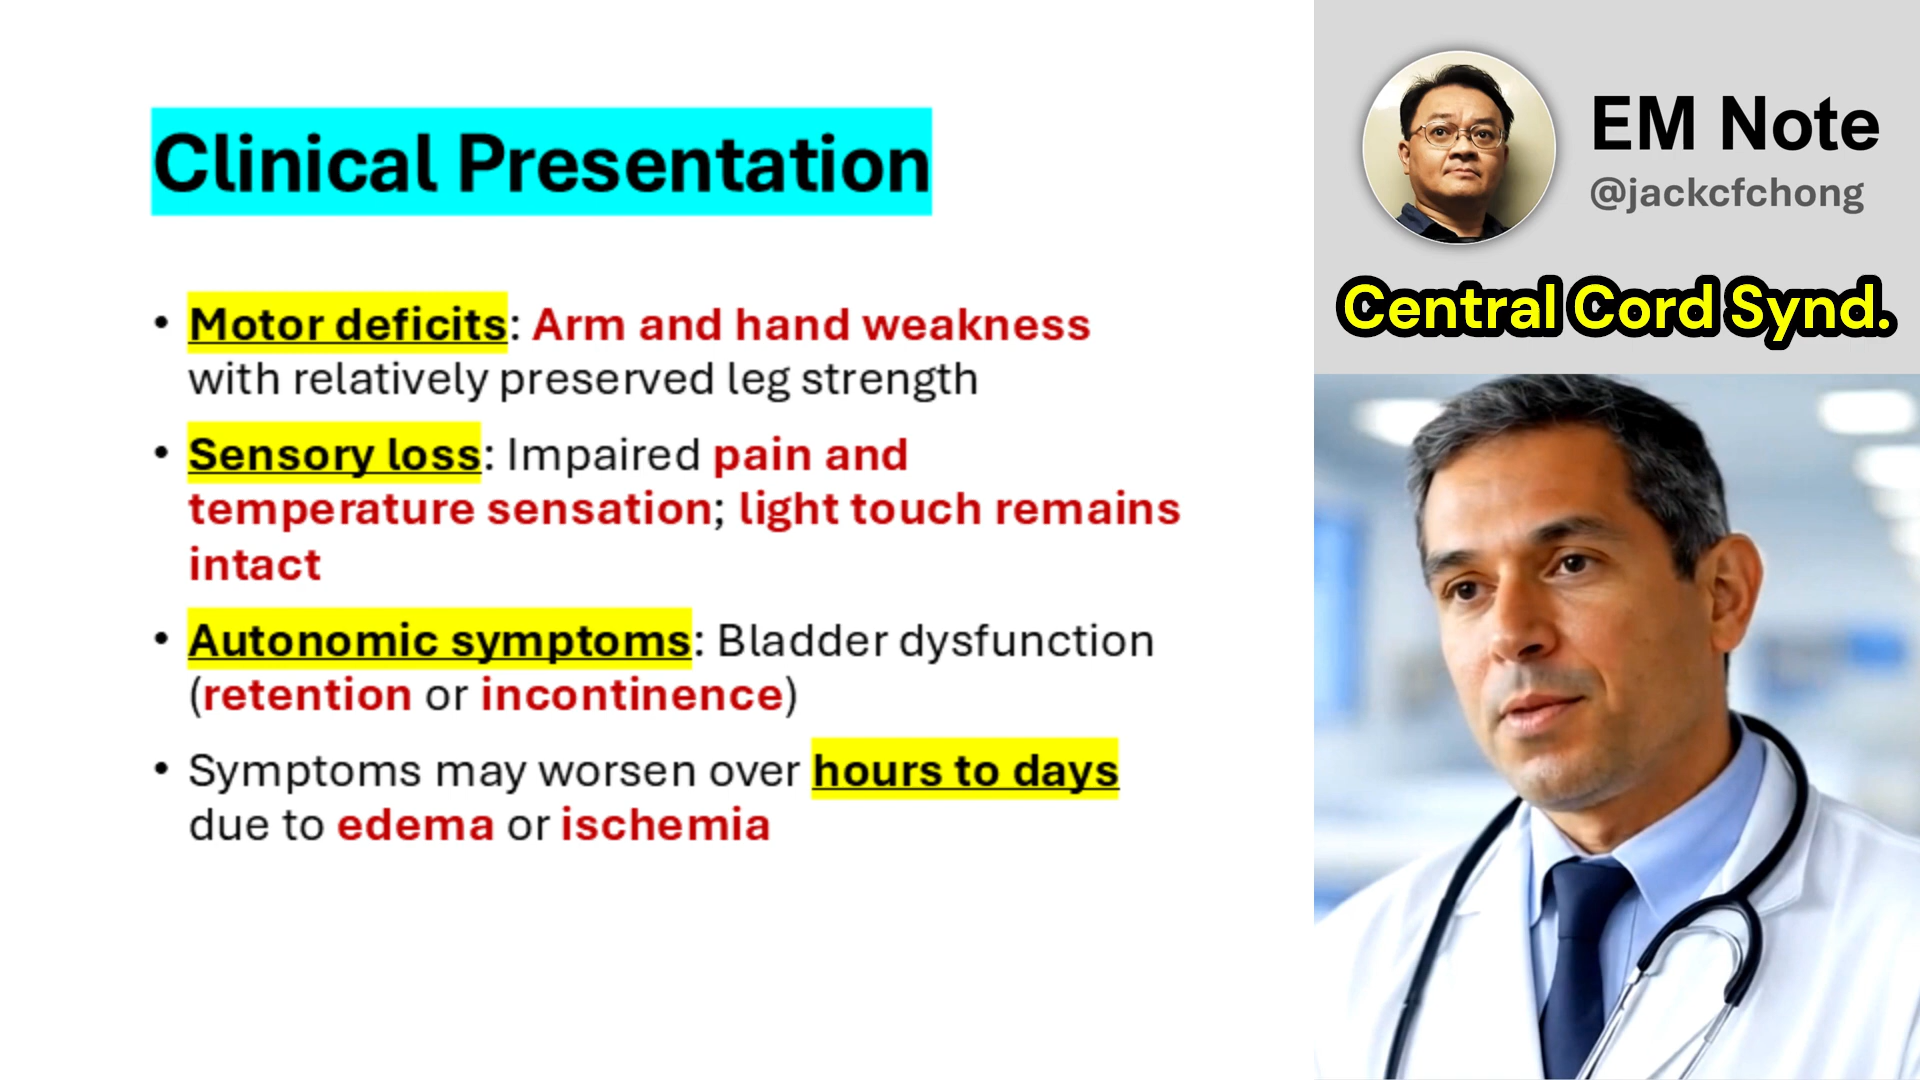 Clinical Presentation
• Motor deficits: Arm and hand weakness
with relatively preserved leg strength
• Sensory loss: Impaired pain and
temperature sensation; light touch remains
intact
• Autonomic symptoms: Bladder dysfunction
(retention or incontinence)
• Symptoms may worsen over hours to days
due to edema or ischemia
EM Note
@jackcfchong
Central Cord Synd.